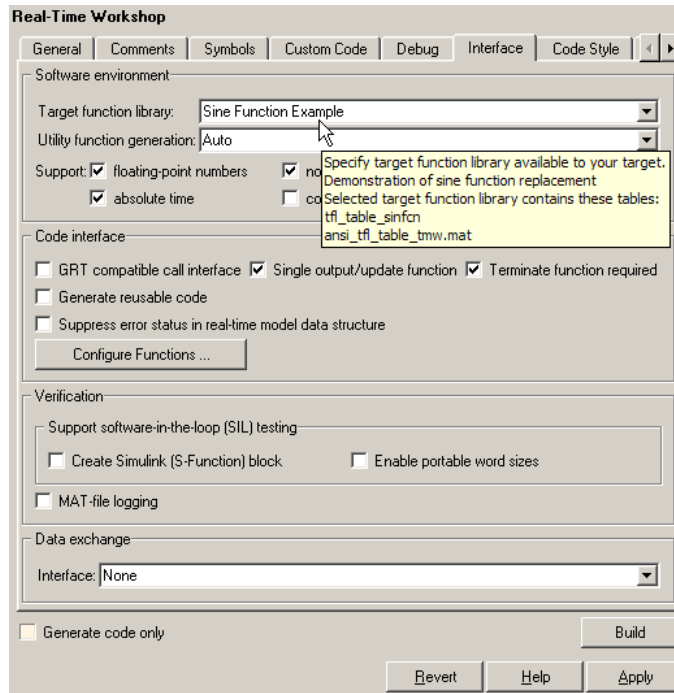 Real-Time Workshop
General Comments Symbols Custom Code Debug Interface Code Style
Software environment
Target function library: Sine Function Example
Utility function generation: Auto
Support: floating-point numbers
absolute time
Specify target function library available to your target.
Demonstration of sine function replacement
Selected target function library contains these tables:
tfl_table_sinfcn
ansi_tfl_table_tmw.mat
Code interface
GRT compatible call interface Single output/update function Terminate function required
Generate reusable code
Suppress error status in real-time model data structure
Configure Functions ...
Verification
Support software-in-the-loop (SIL) testing
Create Simulink (S-Function) block Enable portable word sizes
MAT-file logging
Data exchange
Interface: None
Generate code only Build
Revert Help Apply